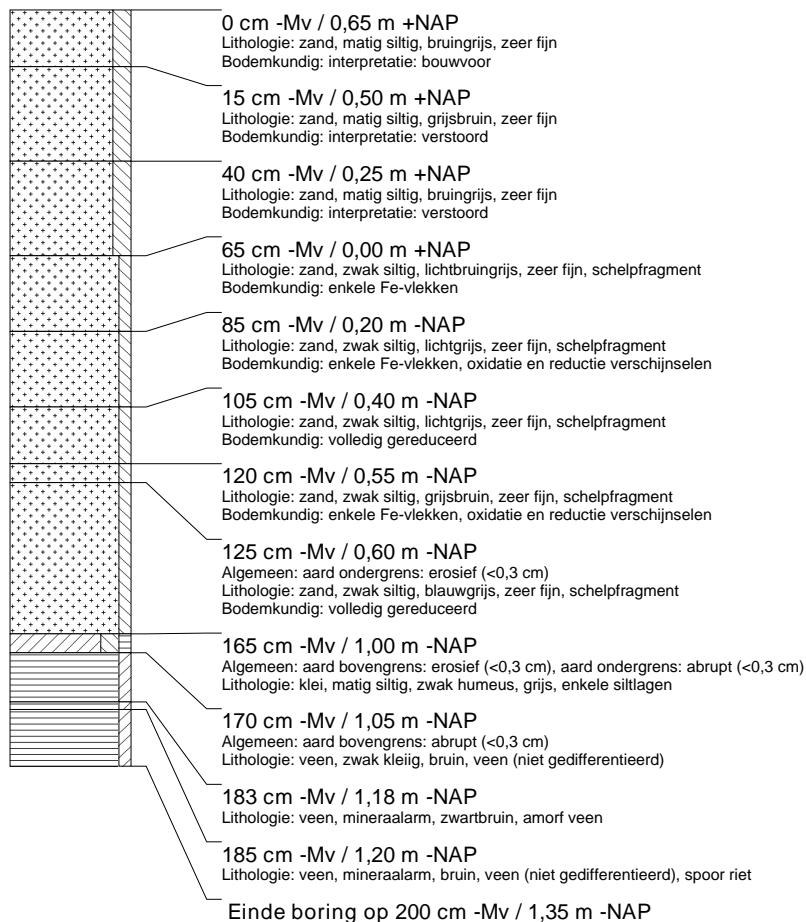 0 cm -Mv / 0,65 m +NAP
Lithologie: zand, matig siltig, bruingrijs, zeer fijn
Bodemkundig: interpretatie: bouwvoor
15 cm -Mv / 0,50 m +NAP
Lithologie: zand, matig siltig, grijsbruin, zeer fijn
Bodemkundig: interpretatie: verstoord
40 cm -Mv / 0,25 m +NAP
Lithologie: zand, matig siltig, bruingrijs, zeer fijn
Bodemkundig: interpretatie: verstoord
65 cm -Mv / 0,00 m +NAP
Lithologie: zand, zwak siltig, lichtbruingrijs, zeer fijn, schelpfragment
Bodemkundig: enkele Fe-vlekken
85 cm -Mv / 0,20 m -NAP
Lithologie: zand, zwak siltig, lichtgrijs, zeer fijn, schelpfragment
Bodemkundig: enkele Fe-vlekken, oxidatie en reductie verschijnselen
105 cm -Mv / 0,40 m -NAP
Lithologie: zand, zwak siltig, lichtgrijs, zeer fijn, schelpfragment
Bodemkundig: volledig gereduceerd
120 cm -Mv / 0,55 m -NAP
Lithologie: zand, zwak siltig, grijsbruin, zeer fijn, schelpfragment
Bodemkundig: enkele Fe-vlekken, oxidatie en reductie verschijnselen
125 cm -Mv / 0,60 m -NAP
Algemeen: aard ondergrens: erosief (<0,3 cm)
Lithologie: zand, zwak siltig, blauwgrijs, zeer fijn, schelpfragment
Bodemkundig: volledig gereduceerd
165 cm -Mv / 1,00 m -NAP
Algemeen: aard bovengrens: erosief (<0,3 cm), aard ondergrens: abrupt (<0,3 cm)
Lithologie: klei, matig siltig, zwak humeus, grijs, enkele siltlagen
170 cm -Mv / 1,05 m -NAP
Algemeen: aard bovengrens: abrupt (<0,3 cm)
Lithologie: veen, zwak kleiig, bruin, veen (niet gedifferentieerd)
183 cm -Mv / 1,18 m -NAP
Lithologie: veen, mineraalarm, zwartbruin, amorf veen
185 cm -Mv / 1,20 m -NAP
Lithologie: veen, mineraalarm, bruin, veen (niet gedifferentieerd), spoor riet
Einde boring op 200 cm -Mv / 1,35 m -NAP